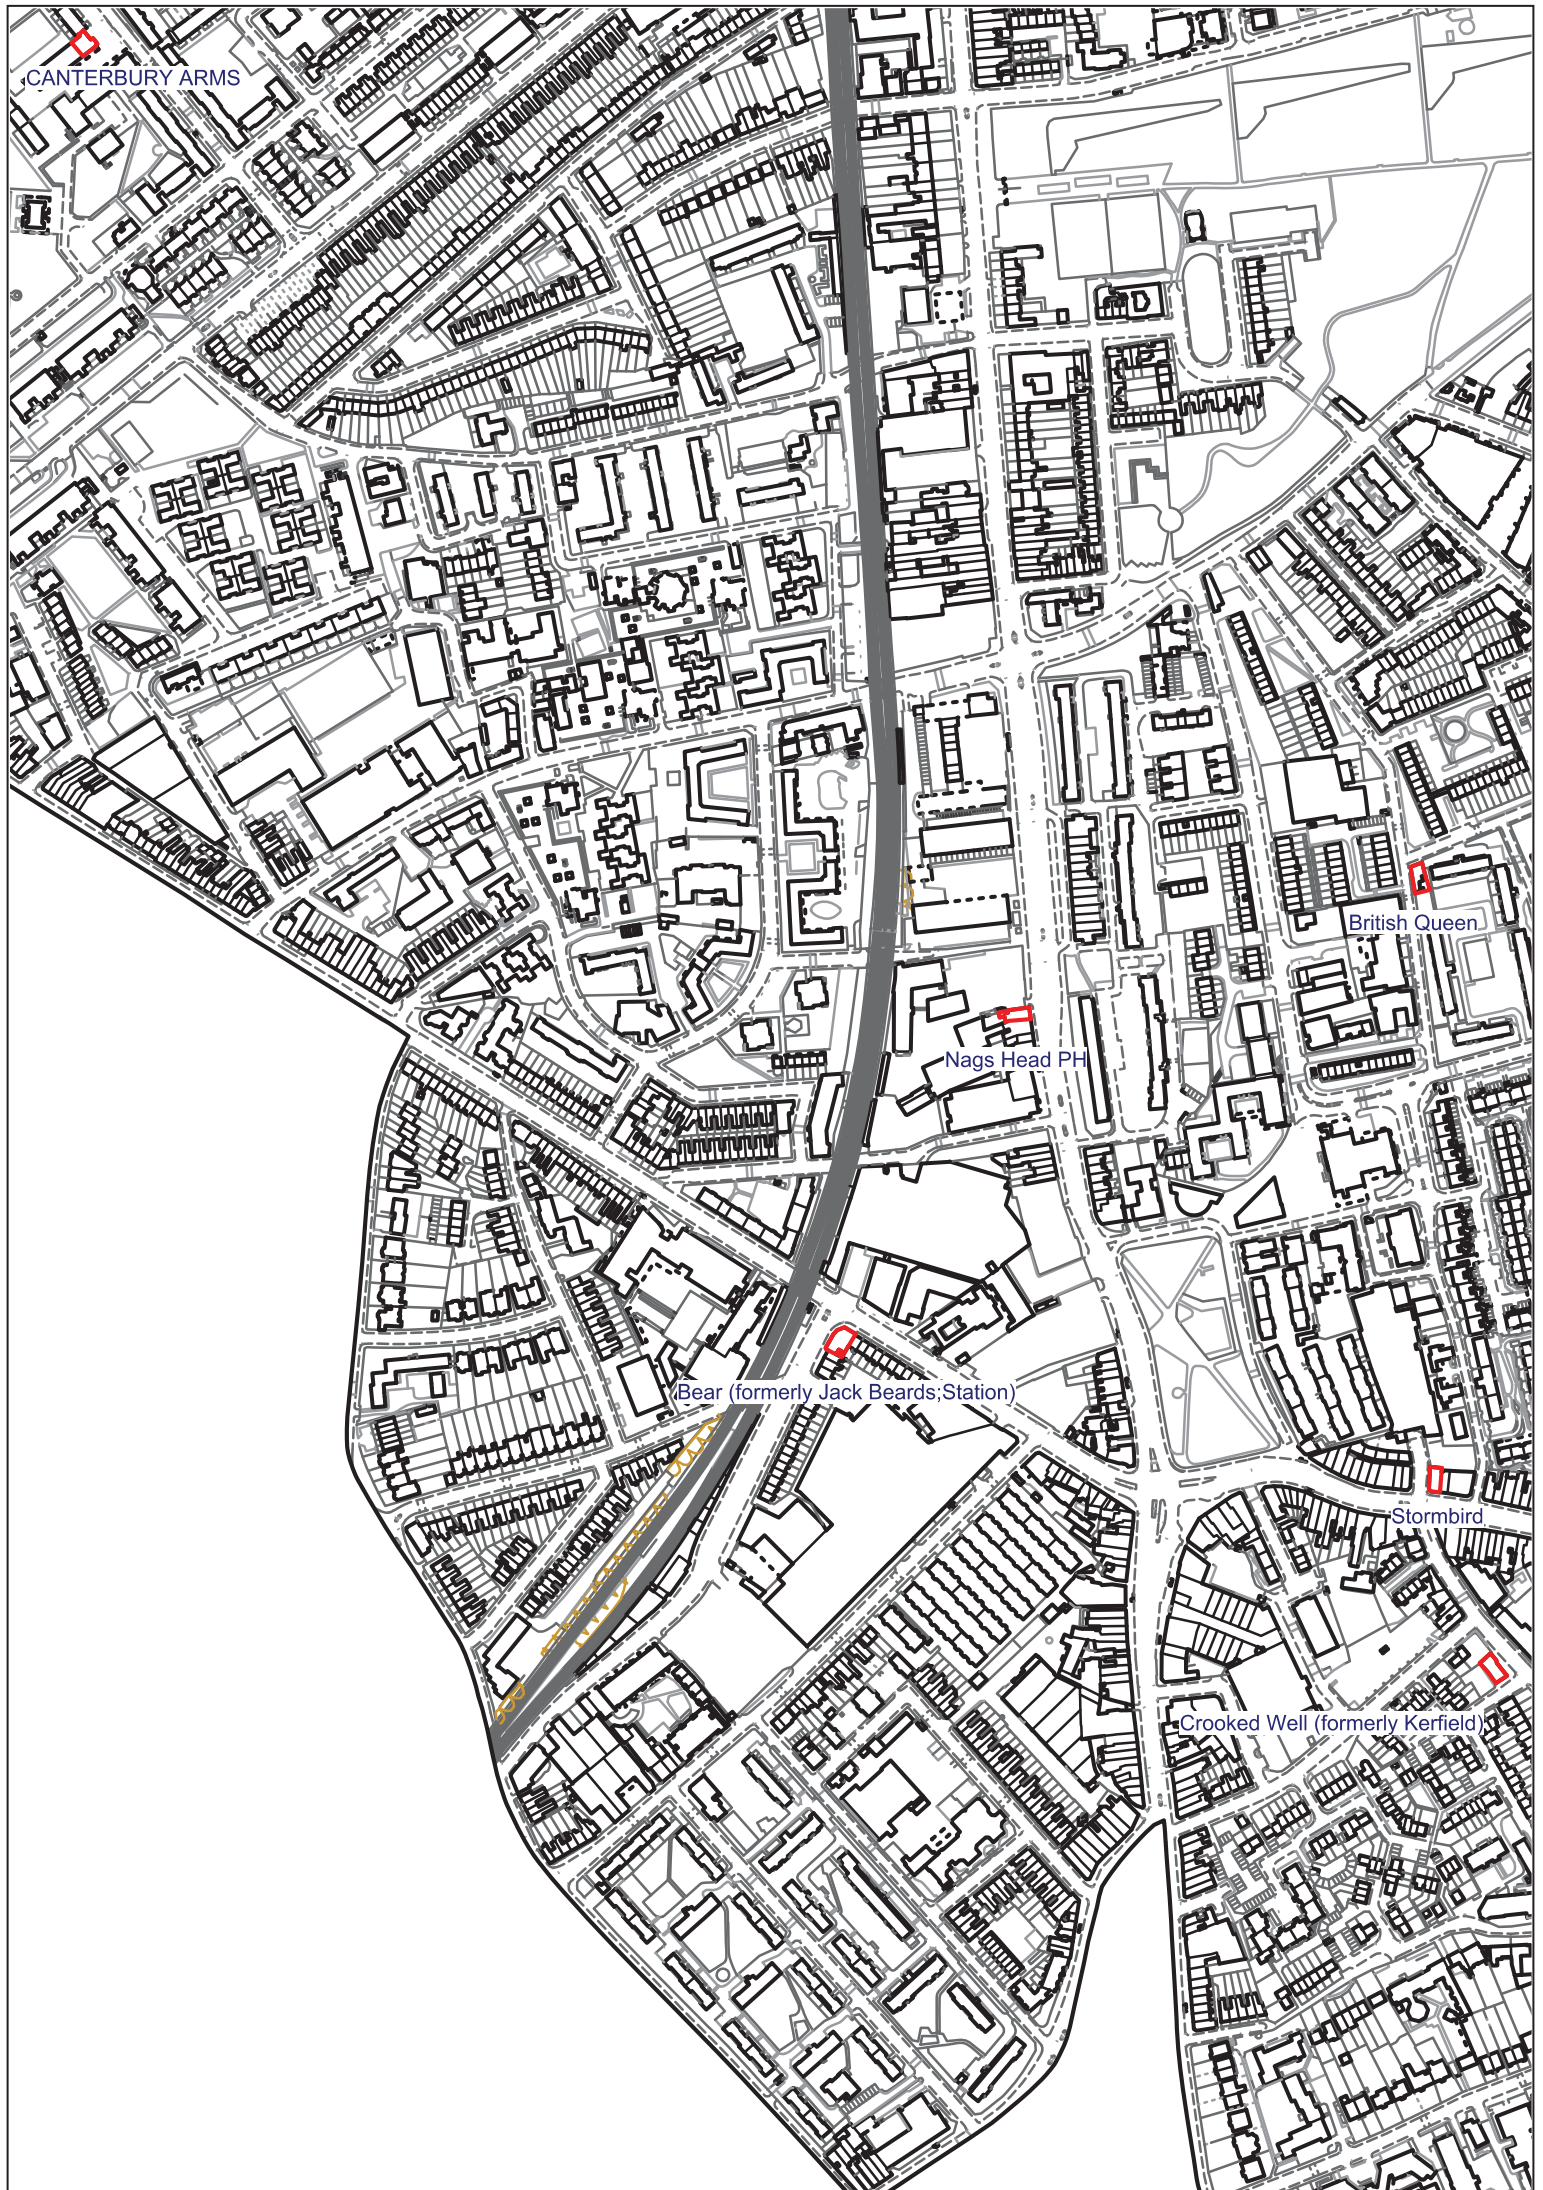 CANTERBURY ARMS
British Queen
Nags Head PH
Bear (formerly Jack Beards;Station)
Stormbird
Crooked Well (formerly Kerfield)